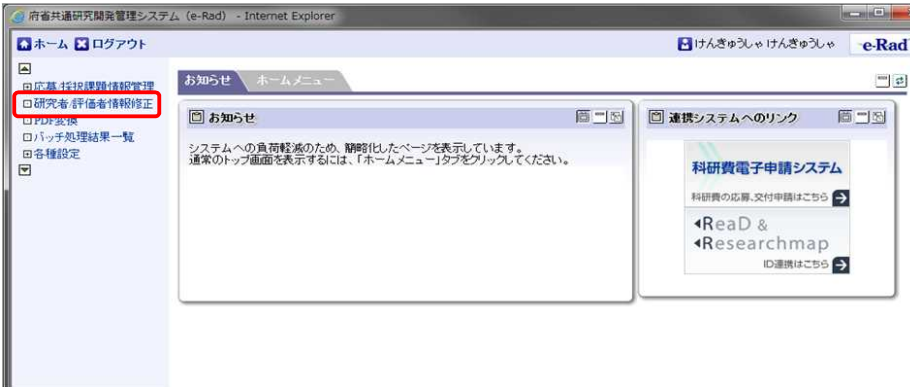 府省共通研究開発管理システム (e-Rad) - Internet Explorer
ホーム ログアウト
けんきゅうしゃ けんきゅうしゃ
e-Rad
応募/採択課題情報管理
研究者/評価者情報修正
PDF変換
バッチ処理結果一覧
各種設定
お知らせ ホームメニュー
お知らせ
システムへの負荷軽減のため、簡略化したページを表示しています。
通常のトップ画面を表示するには、「ホームメニュー」タブをクリックしてください。
連携システムへのリンク
科研費電子申請システム
科研費の応募、交付申請はこちら
ReaD &
Researchmap
ID連携はこちら